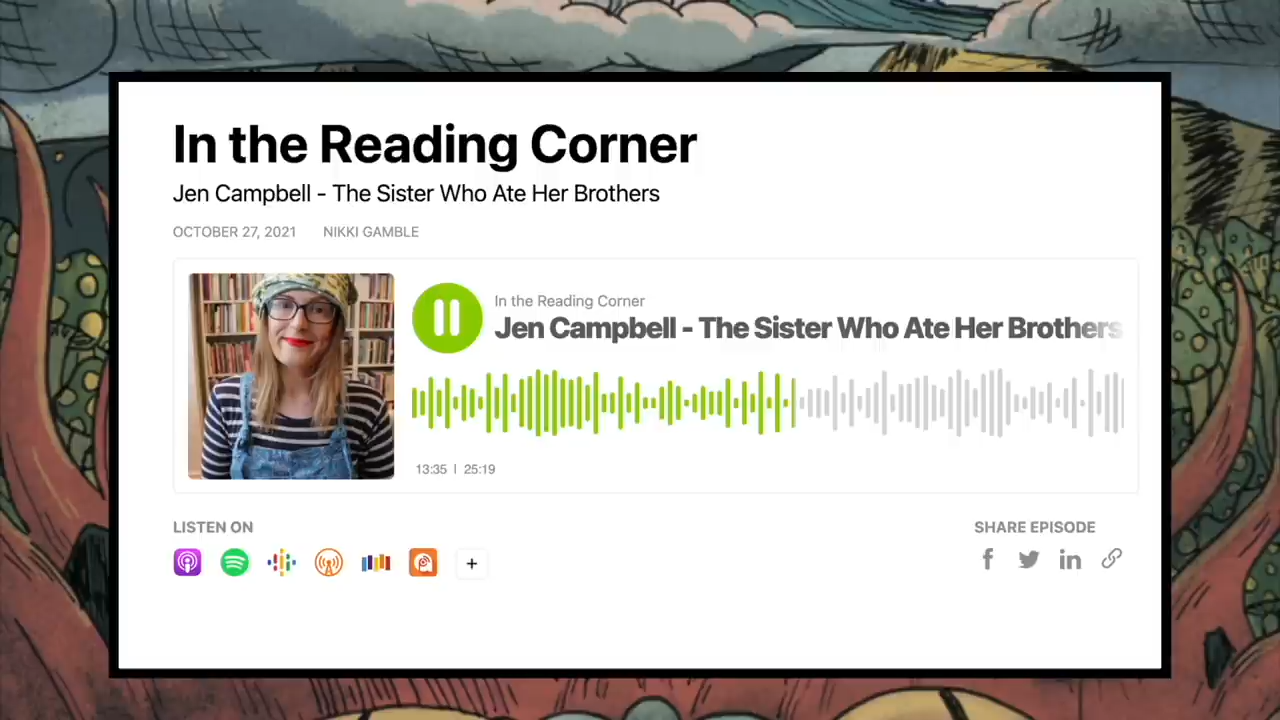 In the Reading Corner
Jen Campbell - The Sister Who Ate Her Brothers
OCTOBER 27, 2021 NIKKI GAMBLE
In the Reading Corner
Jen Campbell - The Sister Who Ate Her Brothers
13:35 | 25:19
LISTEN ON
SHARE EPISODE